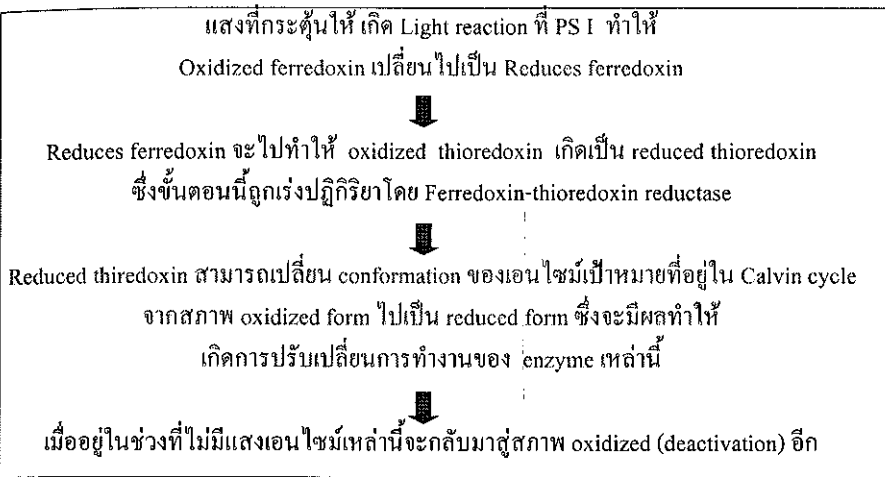 แสงที่กระตุ้นให้ เกิด Light reaction ที่ PS I ทำให้
Oxidized ferredoxin เปลี่ยนไปเป็น Reduces ferredoxin
Reduces ferredoxin จะไปทำให้ oxidized thioredoxin เกิดเป็น reduced thioredoxin
ซึ่งขั้นตอนนี้ถูกเร่งปฏิกิริยาโดย Ferredoxin-thioredoxin reductase
Reduced thiredoxin สามารถเปลี่ยน conformation ของเอนไซม์เป้าหมายที่อยู่ใน Calvin cycle
จากสภาพ oxidized form ไปเป็น reduced form ซึ่งจะมีผลทำให้
เกิดการปรับเปลี่ยนการทำงานของ enzyme เหล่านี้
เมื่ออยู่ในช่วงที่ไม่มีแสงเอนไซม์เหล่านี้จะกลับมาสู่สภาพ oxidized (deactivation) อีก